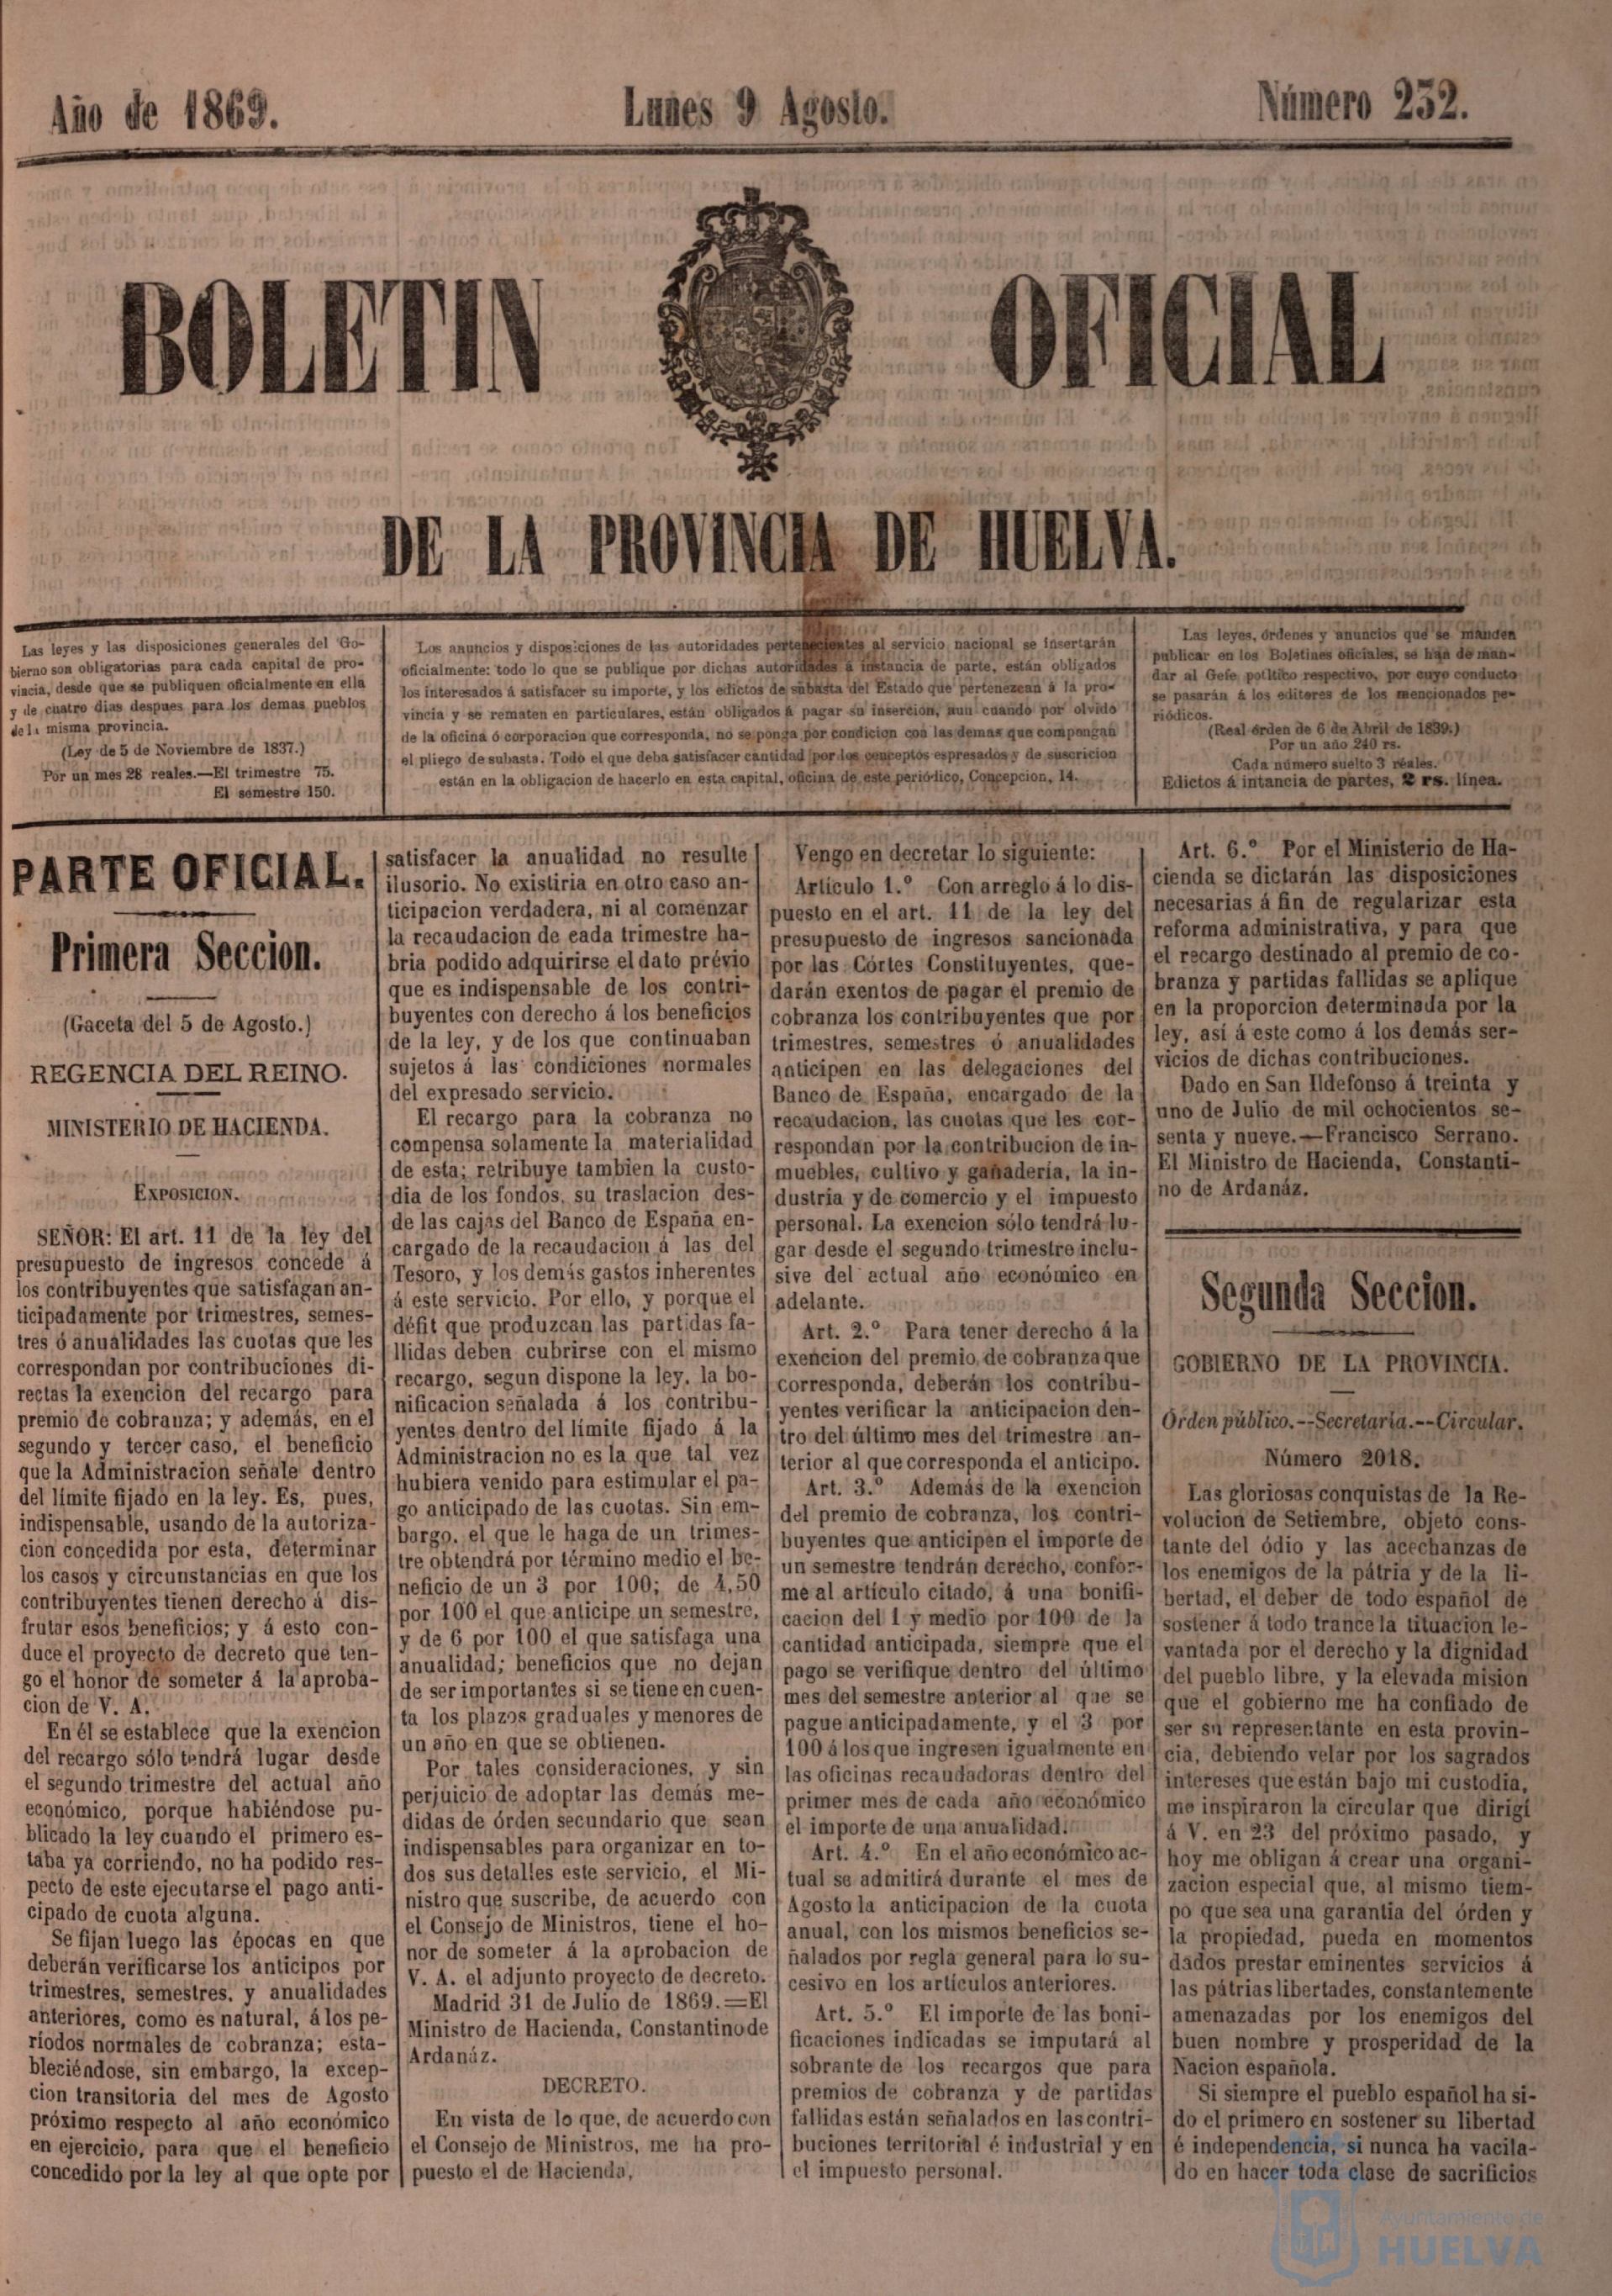 Año de 1869.
Lunes 9 Agosto.
Número 232.
BOLETIN OFICIAL
DE LA PROVINCIA DE HUELVA.
Las leyes y las disposiciones generales del Go-
bierno son obligatorias para cada capital de pro-
vincia, desde que se publiquen oficialmente en ella
y de cuatro dias despues para los demas pueblos
de la misma provincia.
(Ley de 5 de Noviembre de 1837.)
Por un mes 28 reales.—El trimestre 75.
El semestre 150.
Los anuncios y disposiciones de las autoridades pertenecientes al servicio nacional se insertarán
oficialmente: todo lo que se publique por dichas autoridades á instancia de parte, están obligados
los interesados á satisfacer su importe, y los edictos de subasta del Estado que pertenezcan á la pro-
vincia y se rematen en particulares, están obligados á pagar su insercion, aun cuando por olvido
de la oficina ó corporacion que corresponda, no se ponga por condicion con las demas que compongan
el pliego de subasta. Todo el que deba satisfacer cantidad por los conceptos espresados y de suscricion
están en la obligacion de hacerlo en esta capital, oficina de este periódico, Concepcion, 14.
Las leyes, órdenes y anuncios que se manden
publicar en los Boletines oficiales, se han de man-
dar al Gefe político respectivo, por cuyo conducto
se pasarán á los editores de los mencionados pe-
riódicos.
(Real órden de 6 de Abril de 1839.)
Por un año 240 rs.
Cada número suelto 3 reales.
Edictos á intancia de partes, 2 rs. línea.
PARTE OFICIAL.
Primera Seccion.
(Gaceta del 5 de Agosto.)
REGENCIA DEL REINO.
MINISTERIO DE HACIENDA.
EXPOSICION.
SEÑOR: El art. 11 de la ley del
presupuesto de ingresos concede á
los contribuyentes que satisfagan an-
ticipadamente por trimestres, semes-
tres ó anualidades las cuotas que les
correspondan por contribuciones di-
rectas la exencion del recargo para
premio de cobranza; y además, en el
segundo y tercer caso, el beneficio
que la Administracion señale dentro
del límite fijado en la ley. Es, pues,
indispensable, usando de la autoriza-
cion concedida por esta, determinar
los casos y circunstancias en que los
contribuyentes tienen derecho á dis-
frutar esos beneficios; y á esto con-
duce el proyecto de decreto que ten-
go el honor de someter á la aproba-
cion de V. A.
En él se establece que la exencion
del recargo sólo tendrá lugar desde
el segundo trimestre del actual año
económico, porque habiéndose pu-
blicado la ley cuando el primero es-
taba ya corriendo, no ha podido res-
pecto de este ejecutarse el pago anti-
cipado de cuota alguna.
Se fijan luego las épocas en que
deberán verificarse los anticipos por
trimestres, semestres, y anualidades
anteriores, como es natural, á los pe-
ríodos normales de cobranza; esta-
bleciéndose, sin embargo, la excep-
cion transitoria del mes de Agosto
próximo respecto al año económico
en ejercicio, para que el beneficio
concedido por la ley al que opte por
satisfacer la anualidad no resulte
ilusorio. No existiria en otro caso an-
ticipacion verdadera, ni al comenzar
la recaudacion de cada trimestre ha-
bria podido adquirirse el dato prévio
que es indispensable de los contri-
buyentes con derecho á los beneficios
de la ley, y de los que continuaban
sujetos á las condiciones normales
del expresado servicio.
El recargo para la cobranza no
compensa solamente la materialidad
de esta; retribuye tambien la custo-
dia de los fondos, su traslacion des-
de las cajas del Banco de España en-
cargado de la recaudacion á las del
Tesoro, y los demás gastos inherentes
á este servicio. Por ello, y porque el
défit que produzcan las partidas fa-
llidas deben cubrirse con el mismo
recargo, segun dispone la ley, la bo-
nificacion señalada á los contribu-
yentes dentro del límite fijado á la
Administracion no es la que tal vez
hubiera venido para estimular el pa-
go anticipado de las cuotas. Sin em-
bargo, el que le haga de un trimes-
tre obtendrá por término medio el be-
neficio de un 3 por 100; de 4,50
por 100 el que anticipe un semestre,
y de 6 por 100 el que satisfaga una
anualidad; beneficios que no dejan
de ser importantes si se tiene en cuen-
ta los plazos graduales y menores de
un año en que se obtienen.
Por tales consideraciones, y sin
perjuicio de adoptar las demás me-
didas de órden secundario que sean
indispensables para organizar en to-
dos sus detalles este servicio, el Mi-
nistro que suscribe, de acuerdo con
el Consejo de Ministros, tiene el ho-
nor de someter á la aprobacion de
V. A. el adjunto proyecto de decreto.
Madrid 31 de Julio de 1869.=El
Ministro de Hacienda, Constantino de
Ardanáz.
DECRETO.
En vista de lo que, de acuerdo con
el Consejo de Ministros, me ha pro-
puesto el de Hacienda,
Vengo en decretar lo siguiente:
Artículo 1.º Con arreglo á lo dis-
puesto en el art. 11 de la ley del
presupuesto de ingresos sancionada
por las Córtes Constituyentes, que-
darán exentos de pagar el premio de
cobranza los contribuyentes que por
trimestres, semestres ó anualidades
anticipen en las delegaciones del
Banco de España, encargado de la
recaudacion, las cuotas que les cor-
respondan por la contribucion de in-
muebles, cultivo y ganadería, la in-
dustria y de comercio y el impuesto
personal. La exencion sólo tendrá lu-
gar desde el segundo trimestre inclu-
sive del actual año económico en
adelante.
Art. 2.º Para tener derecho á la
exencion del premio de cobranza que
corresponda, deberán los contribu-
yentes verificar la anticipacion den-
tro del último mes del trimestre an-
terior al que corresponda el anticipo.
Art. 3.º Además de la exencion
del premio de cobranza, los contri-
buyentes que anticipen el importe de
un semestre tendrán derecho, confor-
me al artículo citado, á una bonifi-
cacion del 1 y medio por 100 de la
cantidad anticipada, siempre que el
pago se verifique dentro del último
mes del semestre anterior al que se
pague anticipadamente, y el 3 por
100 á los que ingresen igualmente en
las oficinas recaudadoras dentro del
primer mes de cada año económico
el importe de una anualidad.
Art. 4.º En el año económico ac-
tual se admitirá durante el mes de
Agosto la anticipacion de la cuota
anual, con los mismos beneficios se-
ñalados por regla general para lo su-
cesivo en los artículos anteriores.
Art. 5.º El importe de las boni-
ficaciones indicadas se imputará al
sobrante de los recargos que para
premios de cobranza y de partidas
fallidas están señalados en las contri-
buciones territorial é industrial y en
el impuesto personal.
Art. 6.º Por el Ministerio de Ha-
cienda se dictarán las disposiciones
necesarias á fin de regularizar esta
reforma administrativa, y para que
el recargo destinado al premio de co-
branza y partidas fallidas se aplique
en la proporcion determinada por la
ley, así á este como á los demás ser-
vicios de dichas contribuciones.
Dado en San Ildefonso á treinta y
uno de Julio de mil ochocientos se-
senta y nueve.—Francisco Serrano.
El Ministro de Hacienda, Constanti-
no de Ardanáz.
Segunda Seccion.
GOBIERNO DE LA PROVINCIA.
Órden público.--Secretaría.--Circular.
Número 2018.
Las gloriosas conquistas de la Re-
volucion de Setiembre, objeto cons-
tante del ódio y las acechanzas de
los enemigos de la pátria y de la li-
bertad, el deber de todo español de
sostener á todo trance la tituacion le-
vantada por el derecho y la dignidad
del pueblo libre, y la elevada mision
que el gobierno me ha confiado de
ser su representante en esta provin-
cia, debiendo velar por los sagrados
intereses que están bajo mi custodia,
me inspiraron la circular que dirigí
á V. en 23 del próximo pasado, y
hoy me obligan á crear una organi-
zacion especial que, al mismo tiem-
po que sea una garantia del órden y
la propiedad, pueda en momentos
dados prestar eminentes servicios á
las pátrias libertades, constantemente
amenazadas por los enemigos del
buen nombre y prosperidad de la
Nacion española.
Si siempre el pueblo español ha si-
do el primero en sostener su libertad
é independencia, si nunca ha vacila-
do en hacer toda clase de sacrificios
Ayuntamiento de
HUELVA